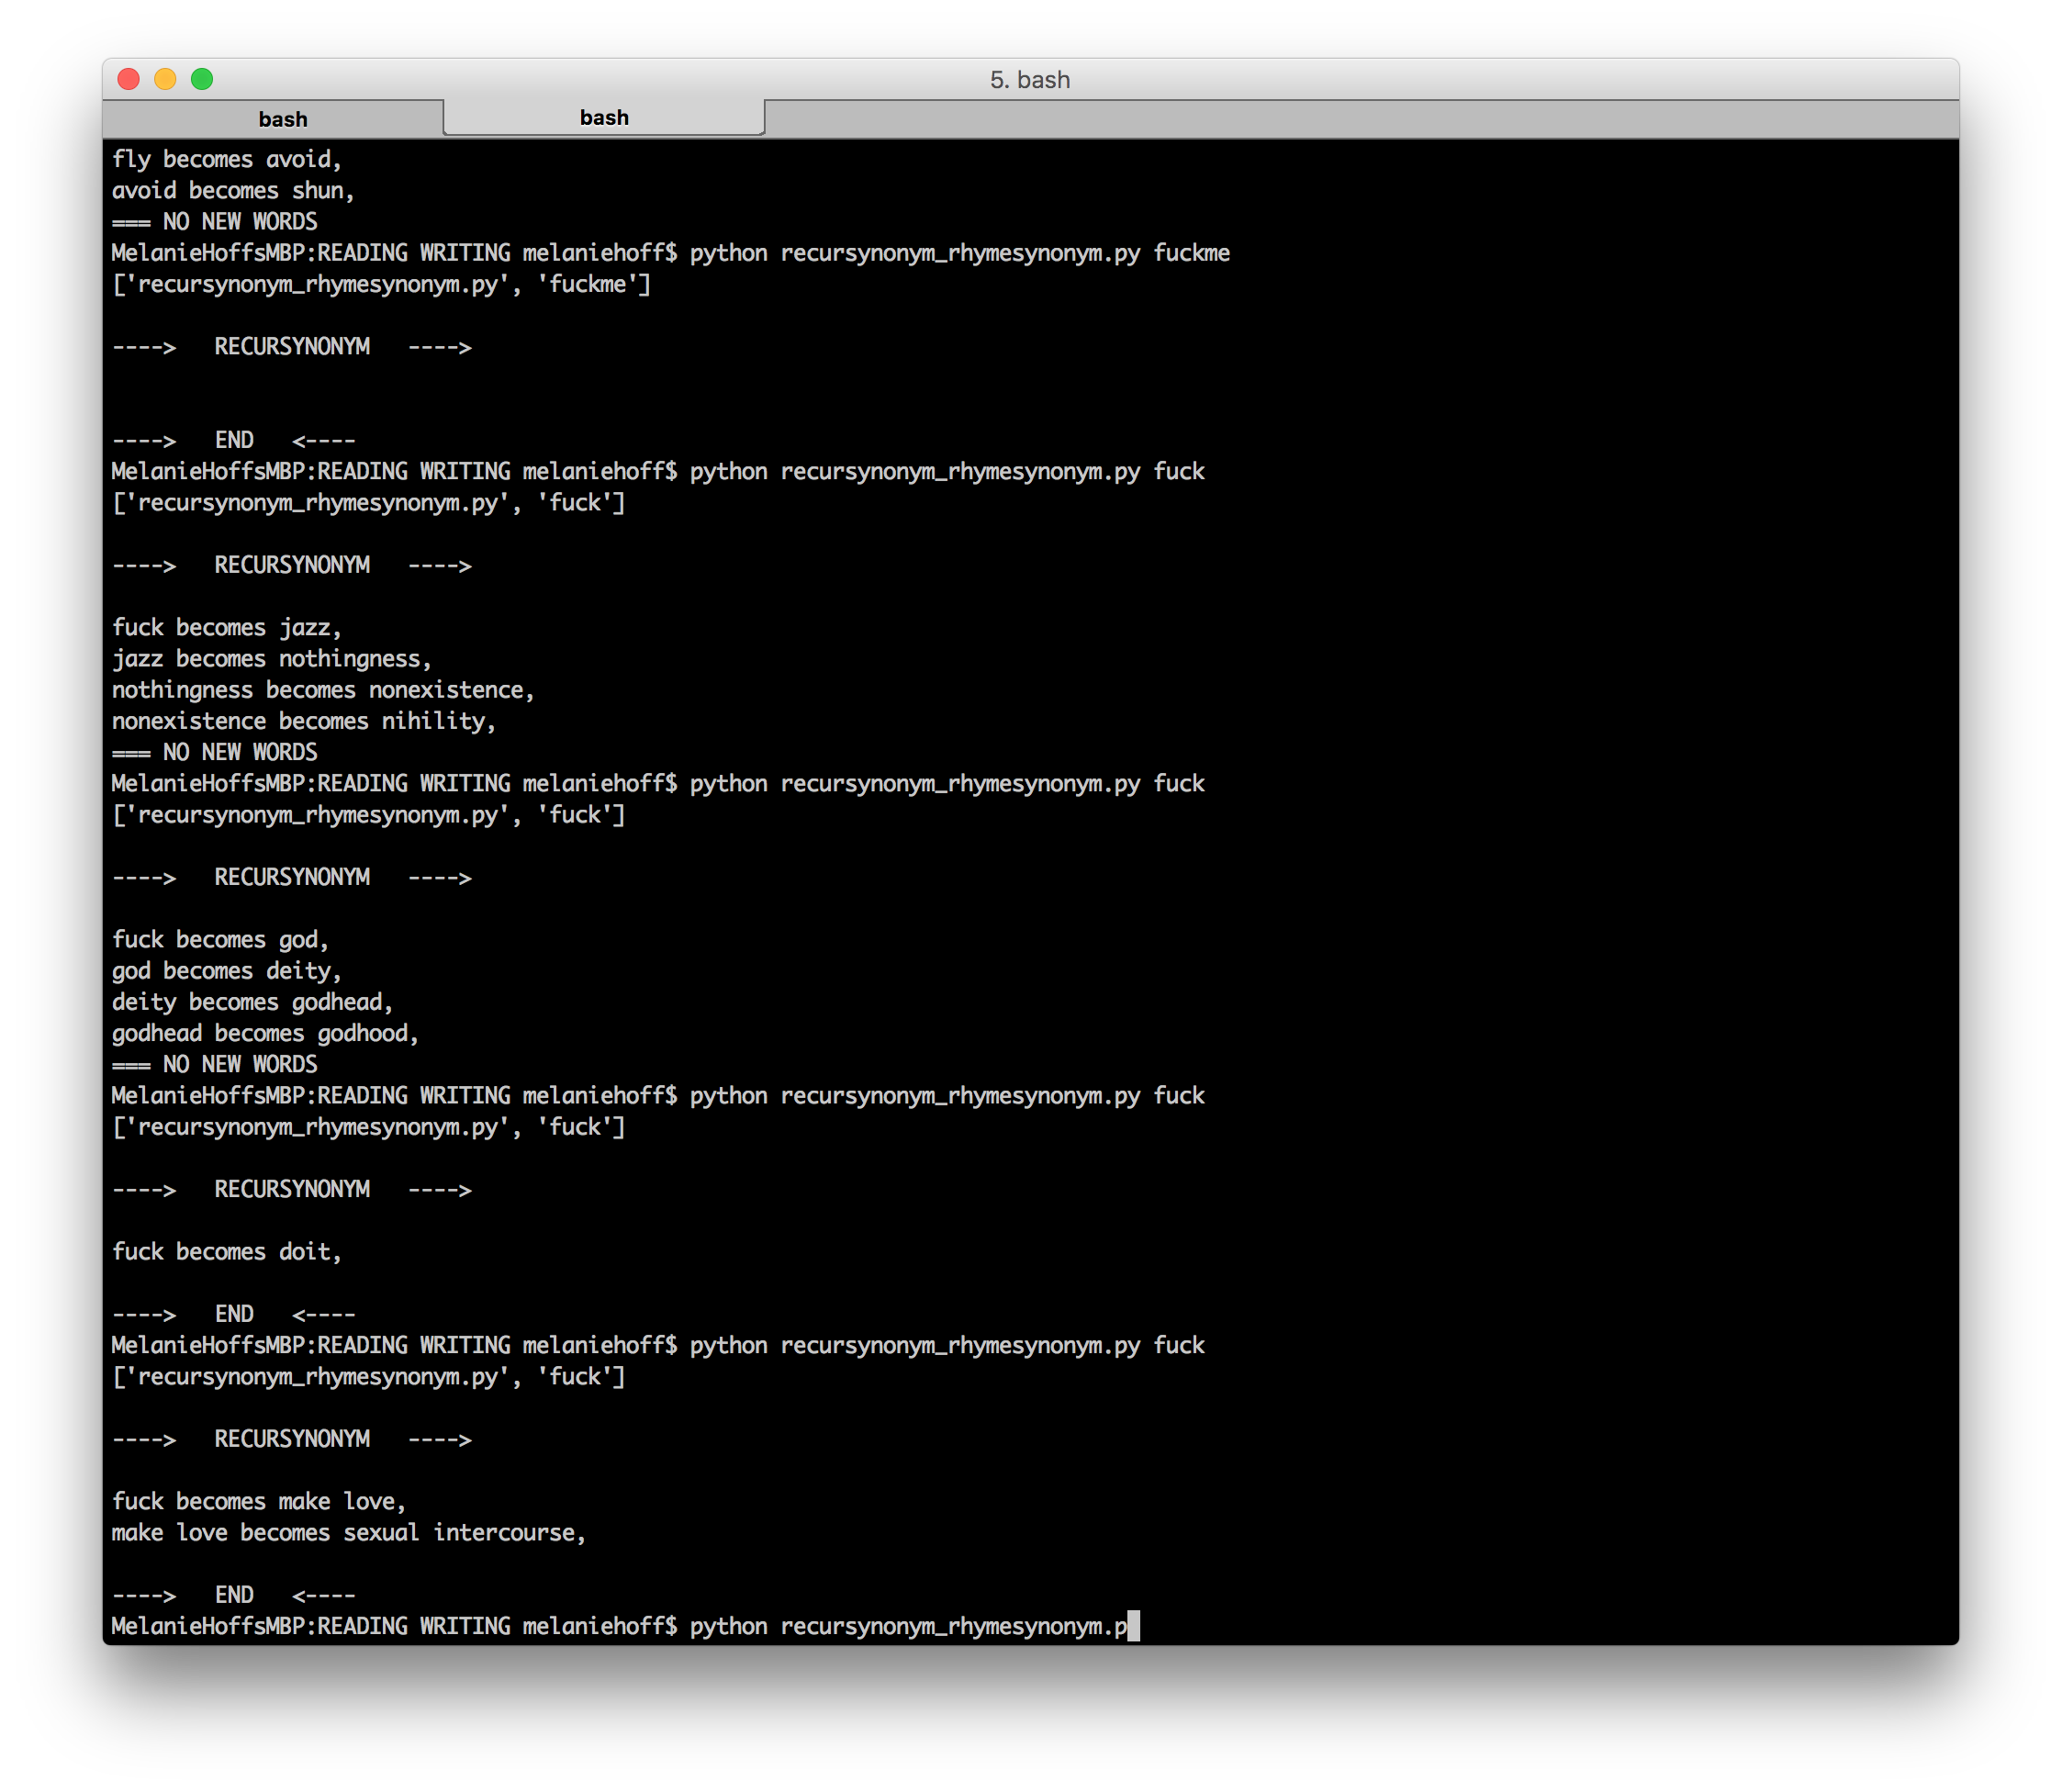 5. bash
bash bash
fly becomes avoid,
avoid becomes shun,
=== NO NEW WORDS
MelanieHoffsMBP:READING WRITING melaniehoff$ python recursynonym_rhymesynonym.py fuckme
['recursynonym_rhymesynonym.py', 'fuckme']
----> RECURSYNONYM ---->
----> END <----
MelanieHoffsMBP:READING WRITING melaniehoff$ python recursynonym_rhymesynonym.py fuck
['recursynonym_rhymesynonym.py', 'fuck']
----> RECURSYNONYM ---->
fuck becomes jazz,
jazz becomes nothingness,
nothingness becomes nonexistence,
nonexistence becomes nihility,
=== NO NEW WORDS
MelanieHoffsMBP:READING WRITING melaniehoff$ python recursynonym_rhymesynonym.py fuck
['recursynonym_rhymesynonym.py', 'fuck']
----> RECURSYNONYM ---->
fuck becomes god,
god becomes deity,
deity becomes godhead,
godhead becomes godhood,
=== NO NEW WORDS
MelanieHoffsMBP:READING WRITING melaniehoff$ python recursynonym_rhymesynonym.py fuck
['recursynonym_rhymesynonym.py', 'fuck']
----> RECURSYNONYM ---->
fuck becomes doit,
----> END <----
MelanieHoffsMBP:READING WRITING melaniehoff$ python recursynonym_rhymesynonym.py fuck
['recursynonym_rhymesynonym.py', 'fuck']
----> RECURSYNONYM ---->
fuck becomes make love,
make love becomes sexual intercourse,
----> END <----
MelanieHoffsMBP:READING WRITING melaniehoff$ python recursynonym_rhymesynonym.p